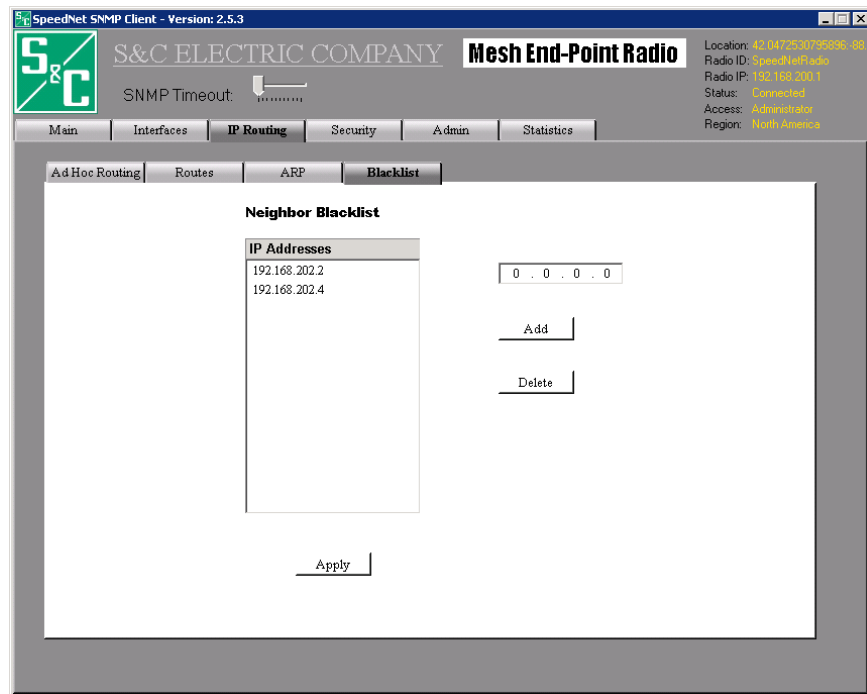 SpeedNet SNMP Client - Version: 2.5.3
S&C
S&C ELECTRIC COMPANY
Mesh End-Point Radio
SNMP Timeout:
Location: 42.0472530795896:-88.
Radio ID: SpeedNetRadio
Radio IP: 192.168.200.1
Status: Connected
Access: Administrator
Region: North America
Main Interfaces IP Routing Security Admin Statistics
Ad Hoc Routing Routes ARP Blacklist
Neighbor Blacklist
IP Addresses
192.168.202.2
192.168.202.4
0 . 0 . 0 . 0
Add
Delete
Apply